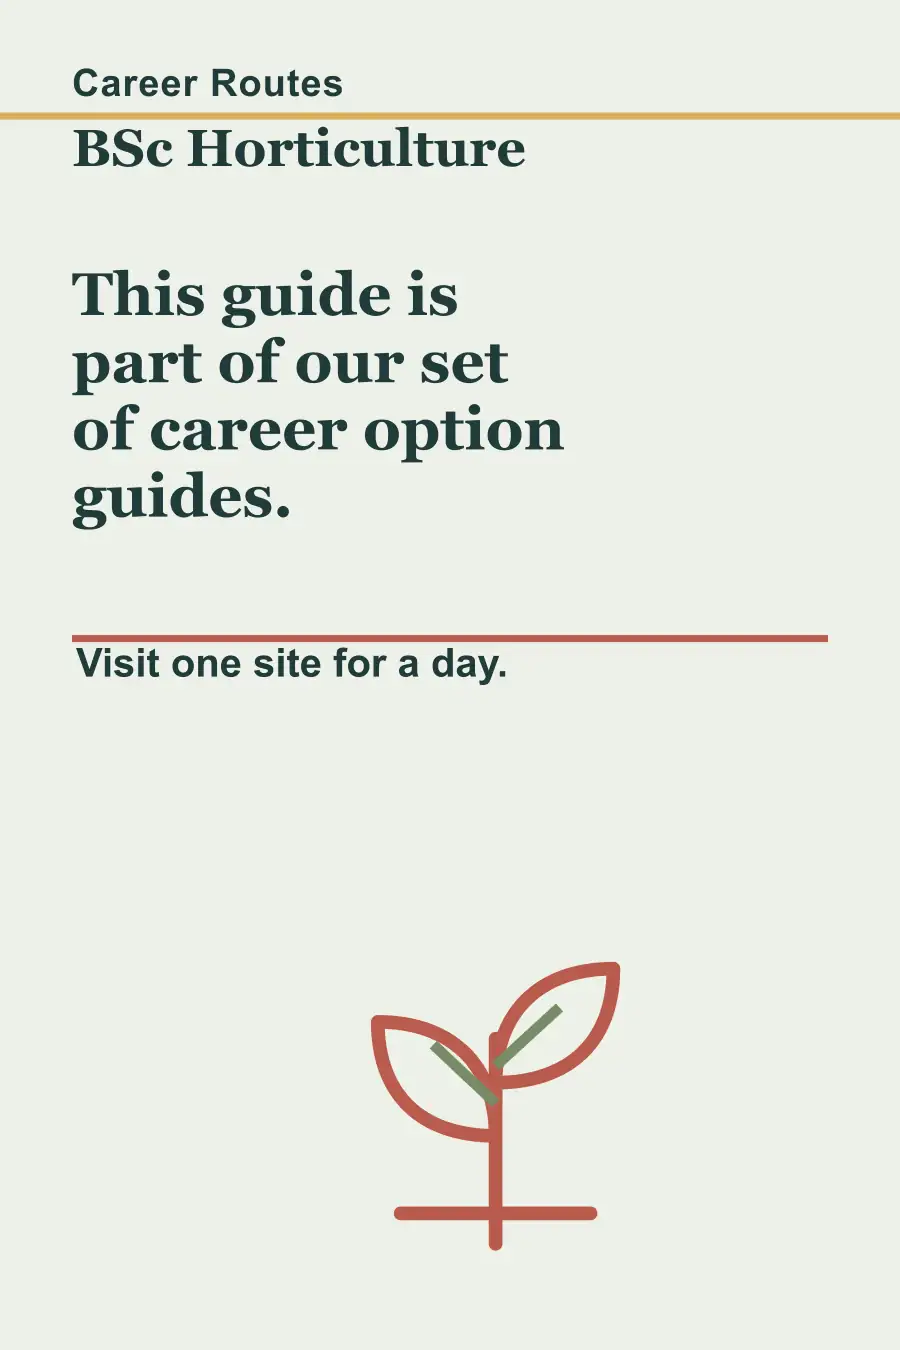 Career Routes
BSc Horticulture
This guide is
part of our set
of career option
guides.
Visit one site for a day.